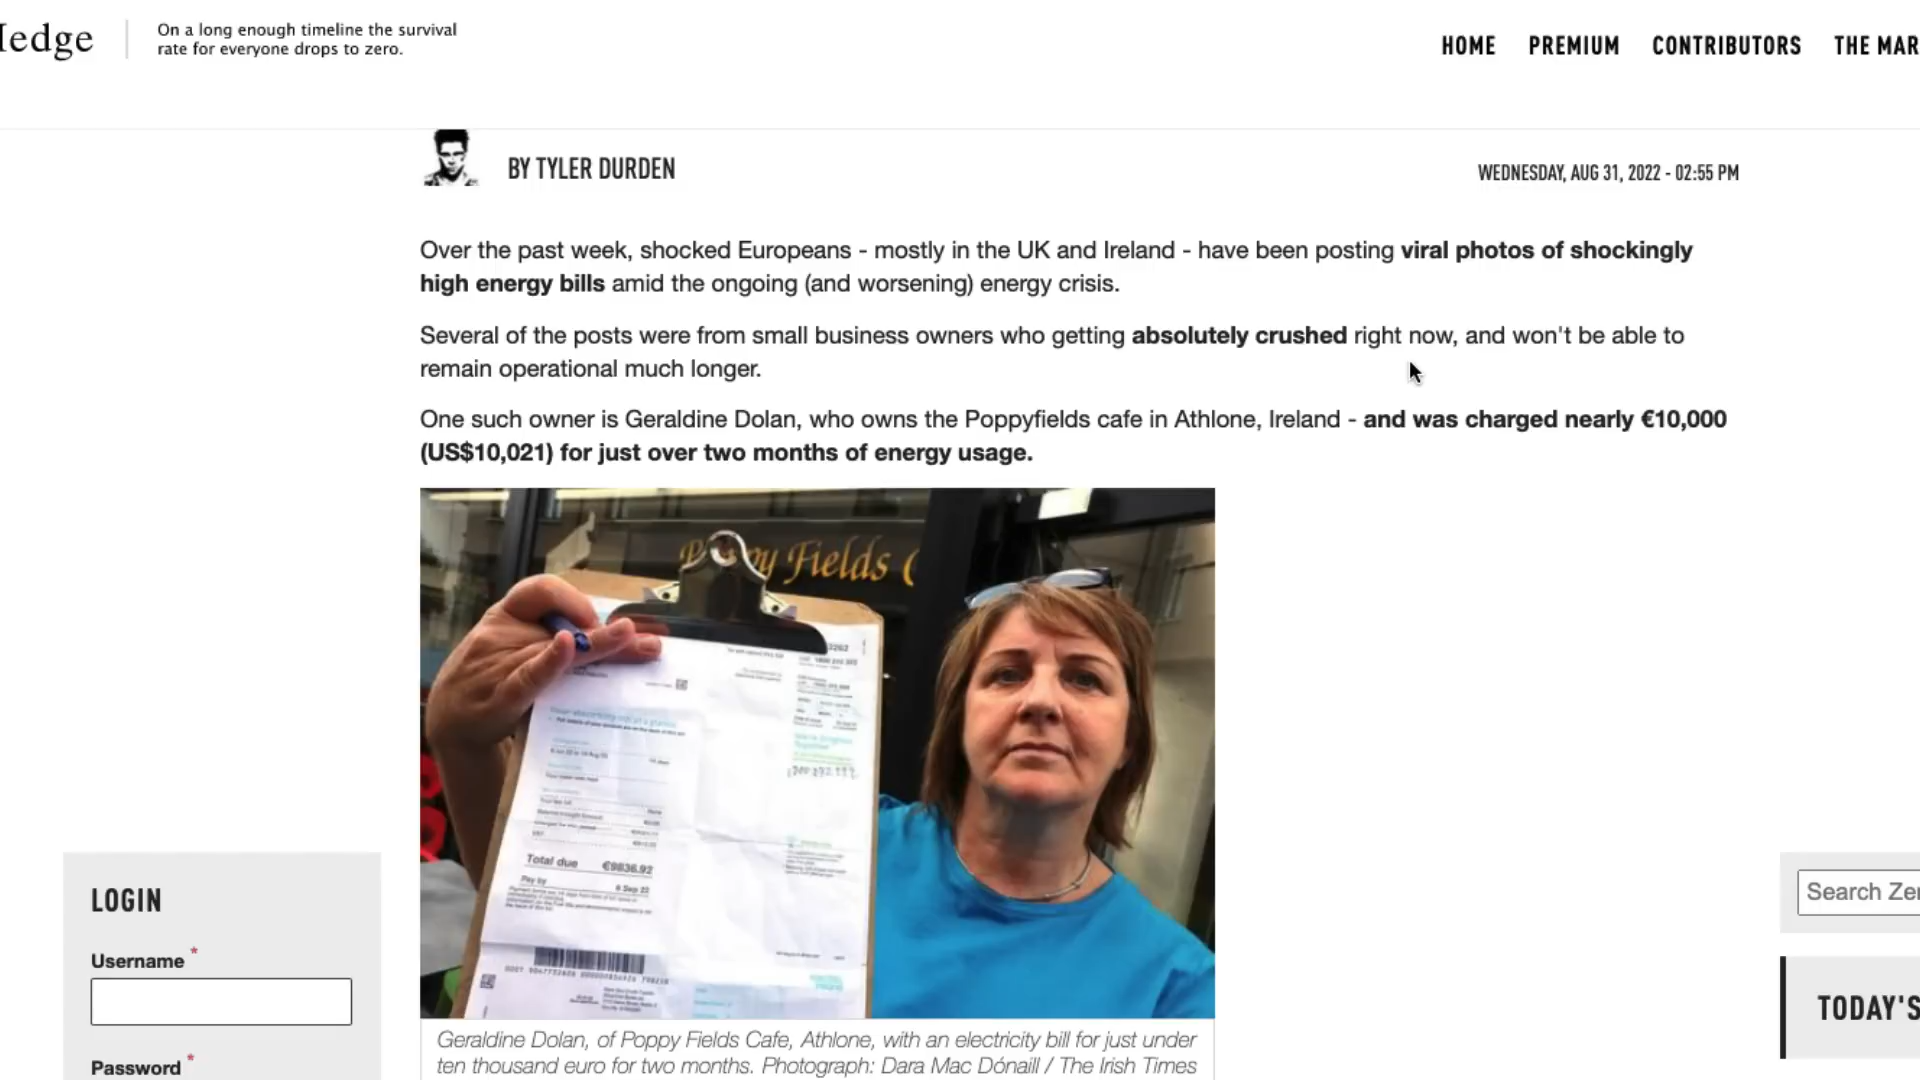 On a long enough timeline the survival
rate for everyone drops to zero.
HOME PREMIUM CONTRIBUTORS THE MAR
BY TYLER DURDEN
WEDNESDAY, AUG 31, 2022 - 02:55 PM
Over the past week, shocked Europeans - mostly in the UK and Ireland - have been posting viral photos of shockingly
high energy bills amid the ongoing (and worsening) energy crisis.
Several of the posts were from small business owners who getting absolutely crushed right now, and won't be able to
remain operational much longer.
One such owner is Geraldine Dolan, who owns the Poppyfields cafe in Athlone, Ireland - and was charged nearly €10,000
(US$10,021) for just over two months of energy usage.
Fields
Total due €9836.92
Pay by 6 Sep 22
Geraldine Dolan, of Poppy Fields Cafe, Athlone, with an electricity bill for just under
ten thousand euro for two months. Photograph: Dara Mac Dónaill / The Irish Times
LOGIN
Username *
Password *
Search Ze
TODAY'S